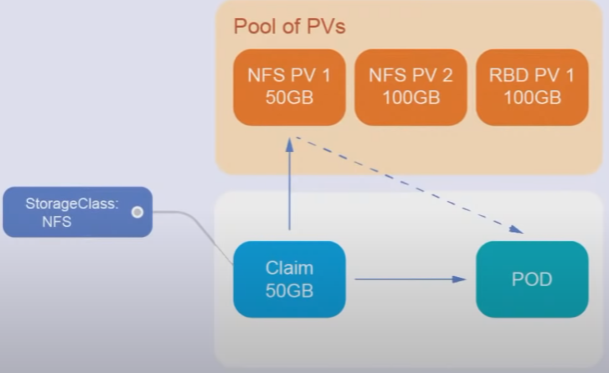 Pool of PVs
NFS PV 1
50GB
NFS PV 2
100GB
RBD PV 1
100GB
StorageClass:
NFS
Claim
50GB
POD